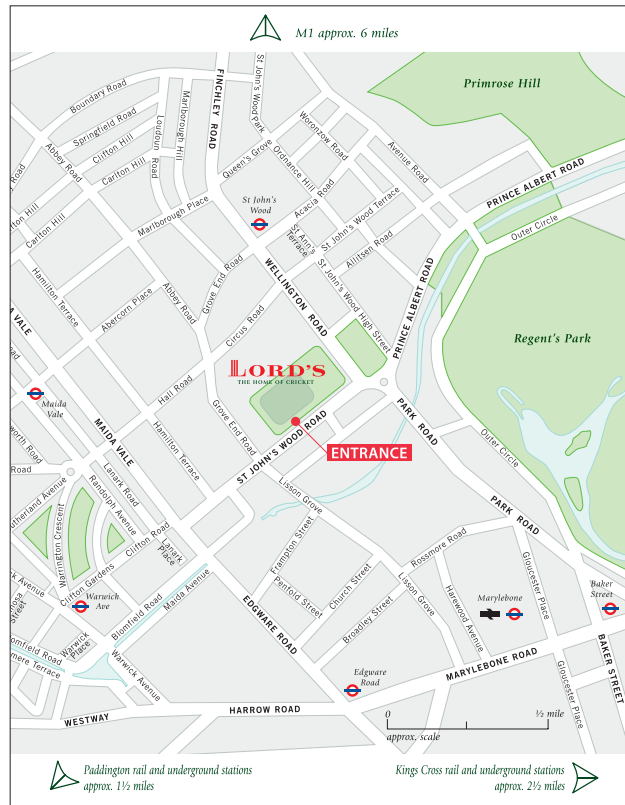 M1 approx. 6 miles
Primrose Hill
St John's Wood Park
FINCHLEY ROAD
Boundary Road
Marlborough Hill
Loudoun Road
Springfield Road
Clifton Hill
Carlton Hill
Abbey Road
Queen's Grove
Woronzow Road
Ordnance Hill
Avenue Road
PRINCE ALBERT ROAD
Outer Circle
Marlborough Place
St John's
Wood
Acacia Road
St Ann's
Terrace
St John's Wood Terrace
Allitsen Road
St John's Wood High Street
Carlton Hill
Hamilton Terrace
Abercorn Place
Abbey Road
Grove End Road
WELLINGTON ROAD
PRINCE ALBERT ROAD
Circus Road
Regent's Park
LORD'S
THE HOME OF CRICKET
Hall Road
Maida
Vale
MAIDA VALE
Hamilton Terrace
Grove End Road
ST JOHN'S WOOD ROAD
ENTRANCE
PARK ROAD
Outer Circle
Lanark Road
Randolph Avenue
Warrington Crescent
Clifton Road
Lanark
Place
Lisson Grove
Frampton Street
Penfold Street
Church Street
Broadley Street
Lisson Grove
Rossmore Road
PARK ROAD
Harewood Avenue
Gloucester Place
Marylebone
Baker
Street
Clifton Gardens
Warwick
Ave
Blomfield Road
Maida Avenue
EDGWARE ROAD
Warwick
Place
Warwick Avenue
Edgware
Road
MARYLEBONE ROAD
BAKER STREET
Gloucester Place
WESTWAY
HARROW ROAD
0
½ mile
approx. scale
Paddington rail and underground stations
approx. 1½ miles
Kings Cross rail and underground stations
approx. 2½ miles